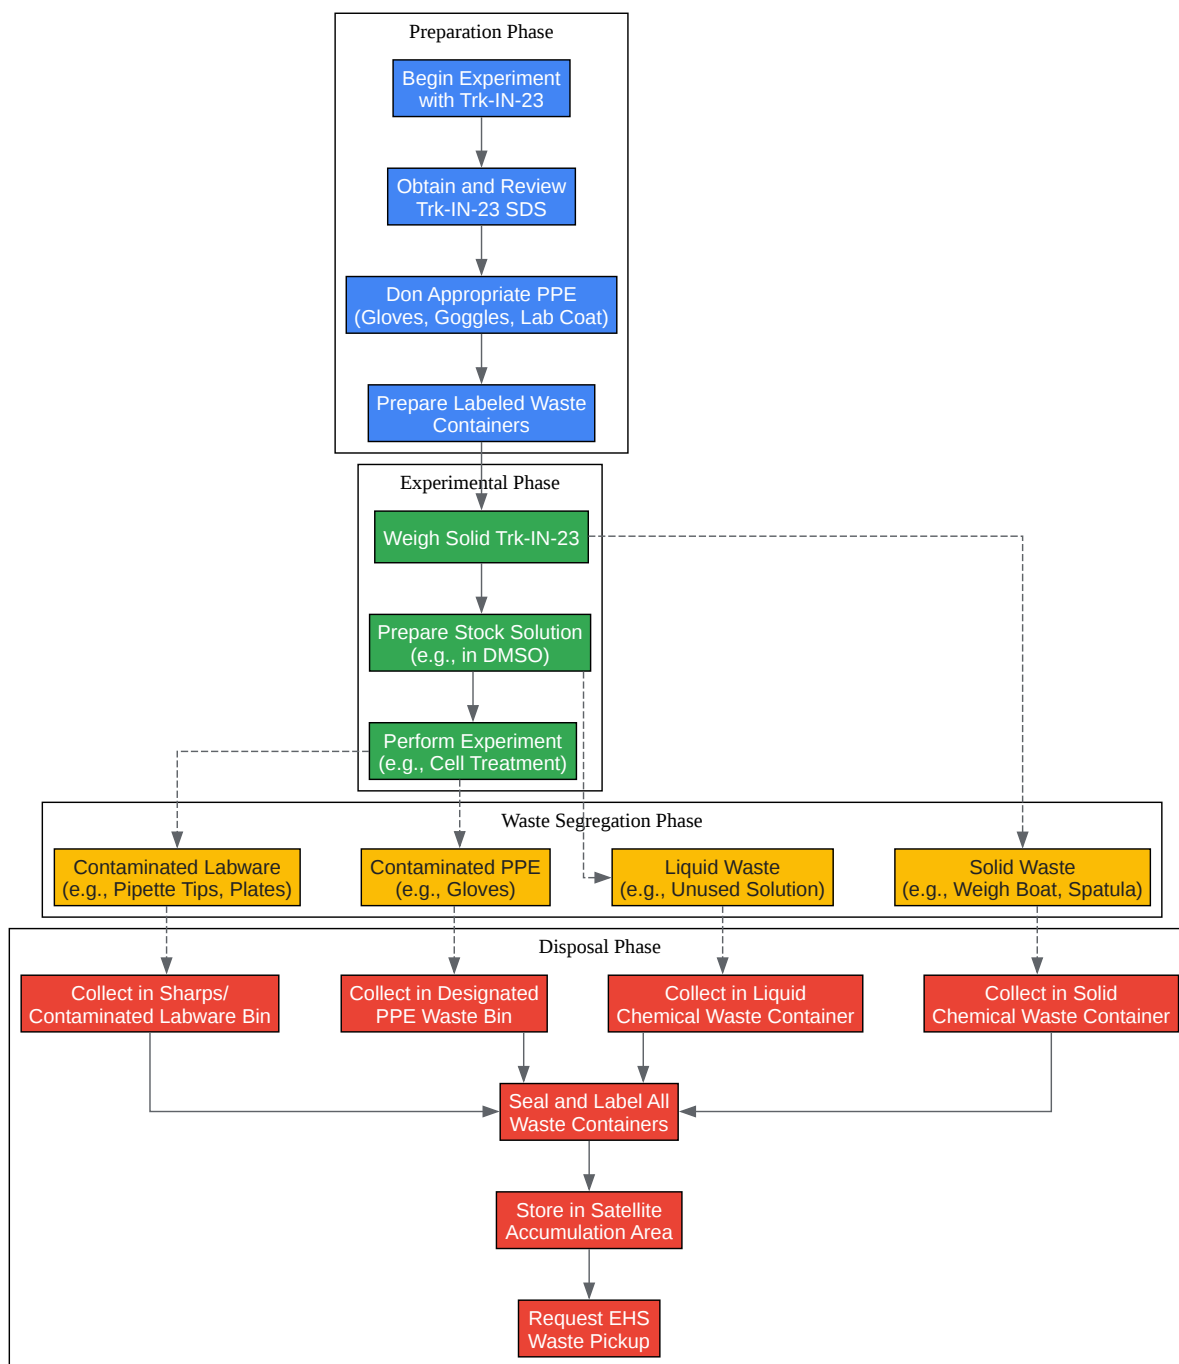 Preparation Phase
Begin Experiment
with Trk-IN-23
Obtain and Review
Trk-IN-23 SDS
Don Appropriate PPE
(Gloves, Goggles, Lab Coat)
Prepare Labeled Waste
Containers
Experimental Phase
Weigh Solid Trk-IN-23
Prepare Stock Solution
(e.g., in DMSO)
Perform Experiment
(e.g., Cell Treatment)
Waste Segregation Phase
Contaminated Labware
(e.g., Pipette Tips, Plates)
Contaminated PPE
(e.g., Gloves)
Liquid Waste
(e.g., Unused Solution)
Solid Waste
(e.g., Weigh Boat, Spatula)
Disposal Phase
Collect in Sharps/
Contaminated Labware Bin
Collect in Designated
PPE Waste Bin
Collect in Liquid
Chemical Waste Container
Collect in Solid
Chemical Waste Container
Seal and Label All
Waste Containers
Store in Satellite
Accumulation Area
Request EHS
Waste Pickup